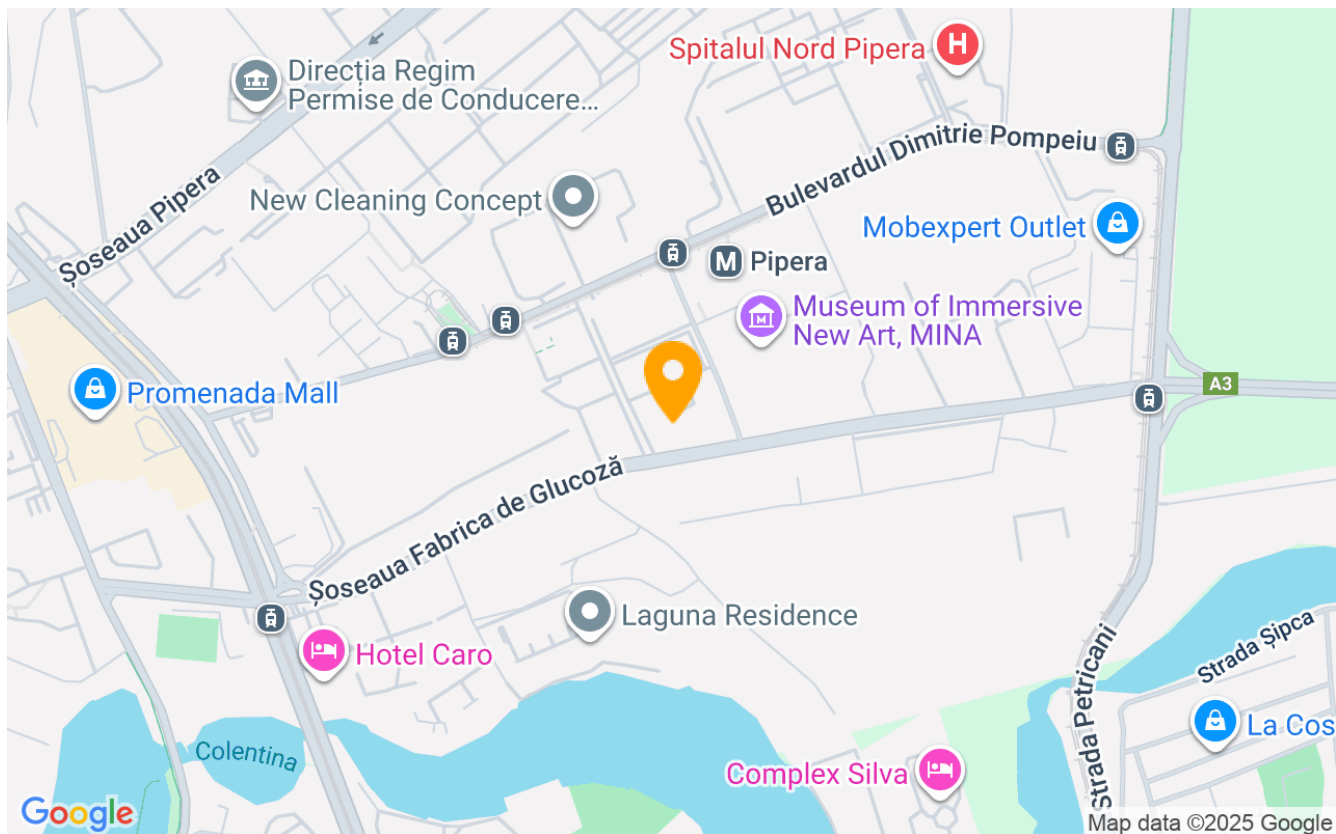 Spitalul Nord Pipera
H
Direcția Regim
Permise de Conducere...
Bulevardul Dimitrie Pompeiu
Șoseaua Pipera
New Cleaning Concept
Mobexpert Outlet
M
Pipera
Museum of Immersive
New Art, MINA
M
Promenada Mall
A3
Șoseaua Fabrica de Glucoză
Laguna Residence
Hotel Caro
Strada Șipca
Strada Petricani
La Cos
Colentina
Complex Silva
Google
Map data ©2025 Google